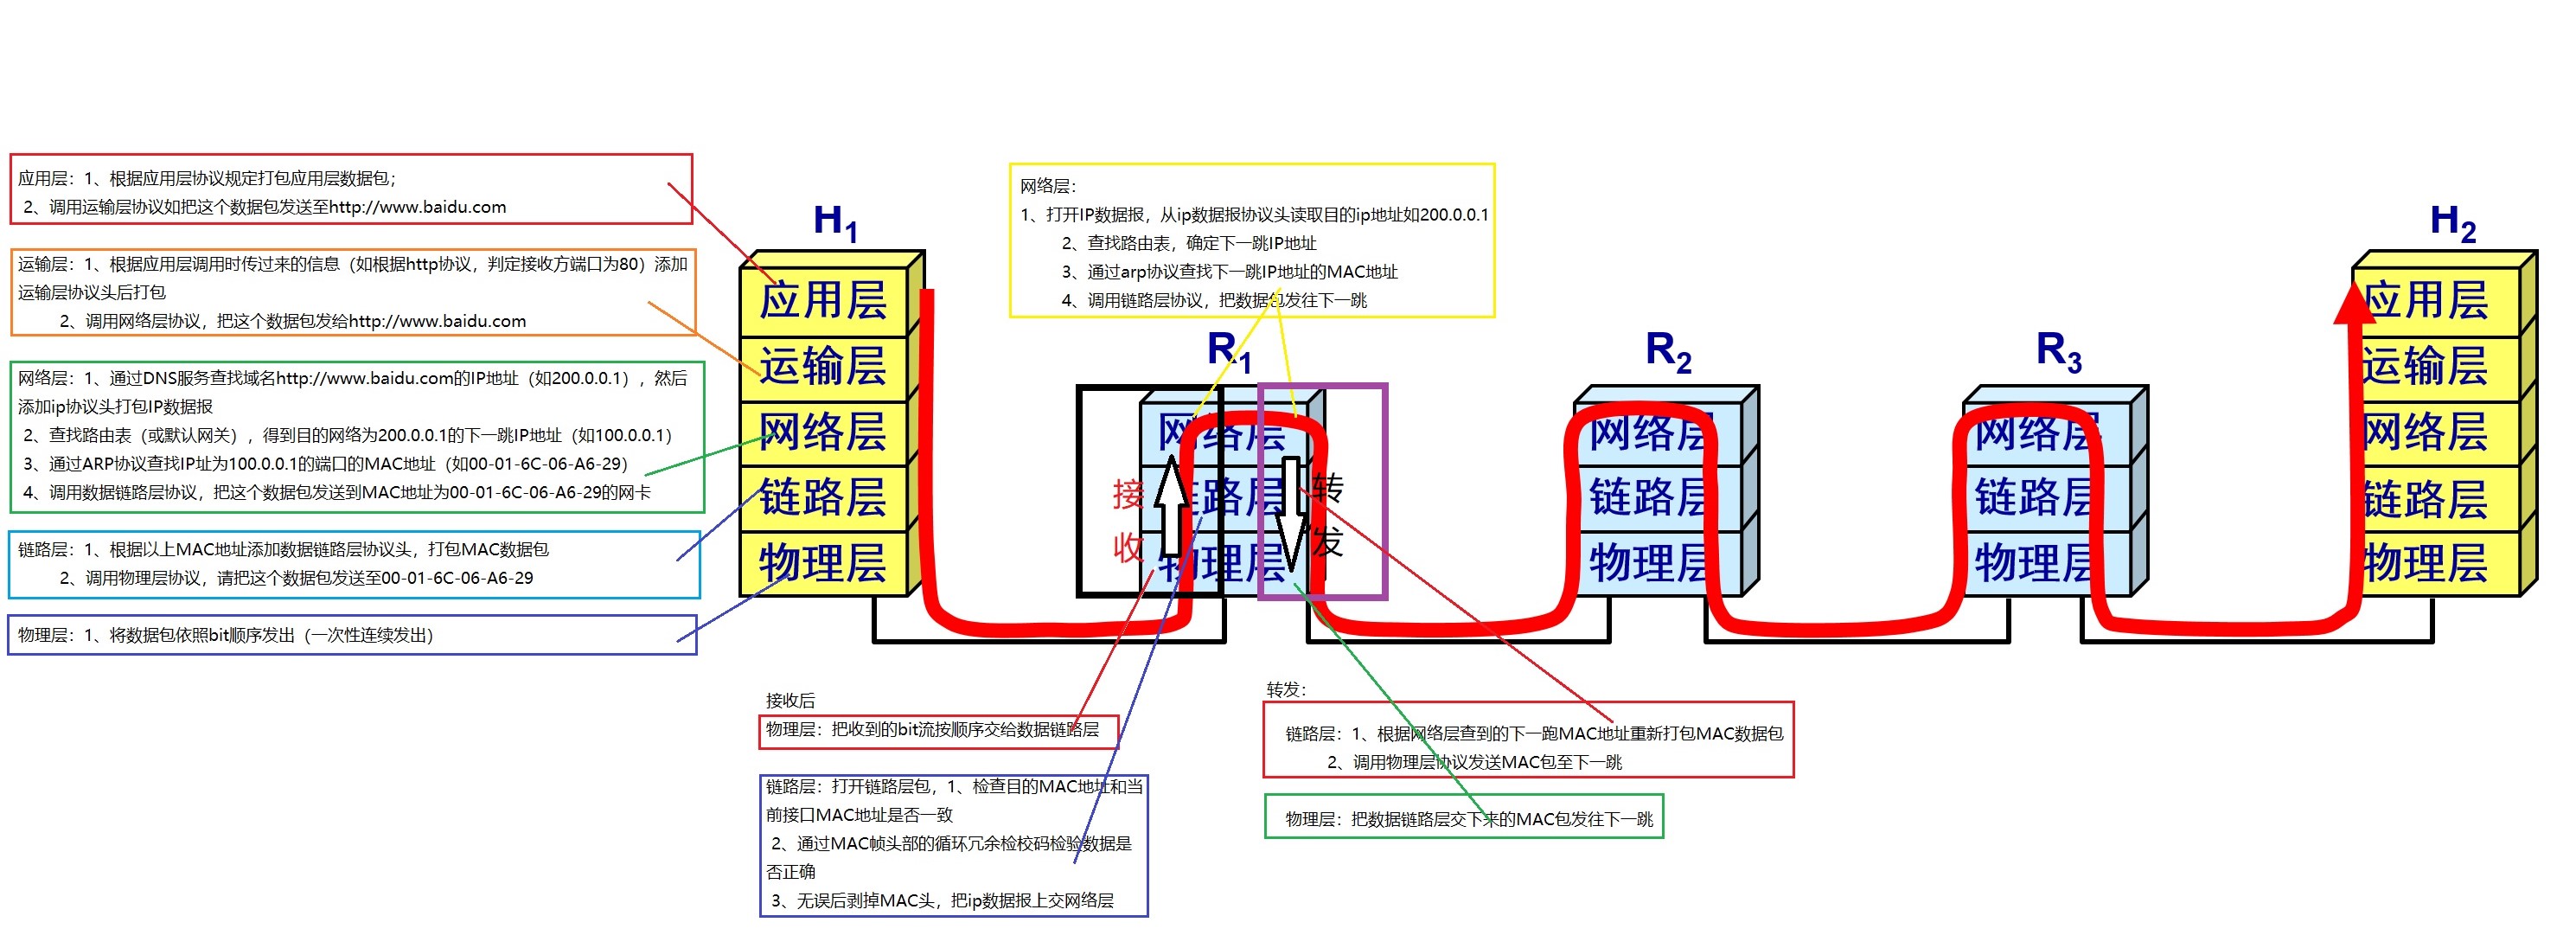 应用层：1、根据应用层协议规定打包应用层数据包；
2、调用运输层协议如把这个数据包发送至http://www.baidu.com
运输层：1、根据应用层调用时传过来的信息（如根据http协议，判定接收方端口为80）添加
运输层协议头后打包
2、调用网络层协议，把这个数据包发给http://www.baidu.com
网络层：1、通过DNS服务查找域名http://www.baidu.com的IP地址（如200.0.0.1），然后
添加ip协议头打包IP数据报
2、查找路由表（或默认网关），得到目的网络为200.0.0.1的下一跳IP地址（如100.0.0.1）
3、通过ARP协议查找IP址为100.0.0.1的端口的MAC地址（如00-01-6C-06-A6-29）
4、调用数据链路层协议，把这个数据包发送到MAC地址为00-01-6C-06-A6-29的网卡
链路层：1、根据以上MAC地址添加数据链路层协议头，打包MAC数据包
2、调用物理层协议，请把这个数据包发送至00-01-6C-06-A6-29
物理层：1、将数据包依照bit顺序发出（一次性连续发出）
H1
应用层
运输层
网络层
链路层
物理层
网络层：
1、打开IP数据报，从ip数据报协议头读取目的ip地址如200.0.0.1
2、查找路由表，确定下一跳IP地址
3、通过arp协议查找下一跳IP地址的MAC地址
4、调用链路层协议，把数据包发往下一跳
R1
网络层
链路层
物理层
接收
转发
R2
网络层
链路层
物理层
R3
网络层
链路层
物理层
H2
应用层
运输层
网络层
链路层
物理层
接收后
物理层：把收到的bit流按顺序交给数据链路层
链路层：打开链路层包，1、检查目的MAC地址和当
前接口MAC地址是否一致
2、通过MAC帧头部的循环冗余检校码检验数据是
否正确
3、无误后剥掉MAC头，把ip数据报上交网络层
转发：
链路层：1、根据网络层查到的下一跑MAC地址重新打包MAC数据包
2、调用物理层协议发送MAC包至下一跳
物理层：把数据链路层交下来的MAC包发往下一跳